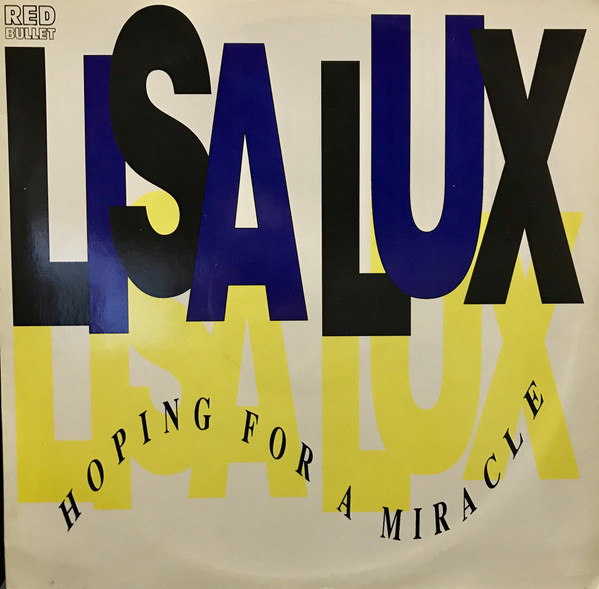 RED
BULLET
LISA LUX
LISA LUX
HOPING FOR A MIRACLE